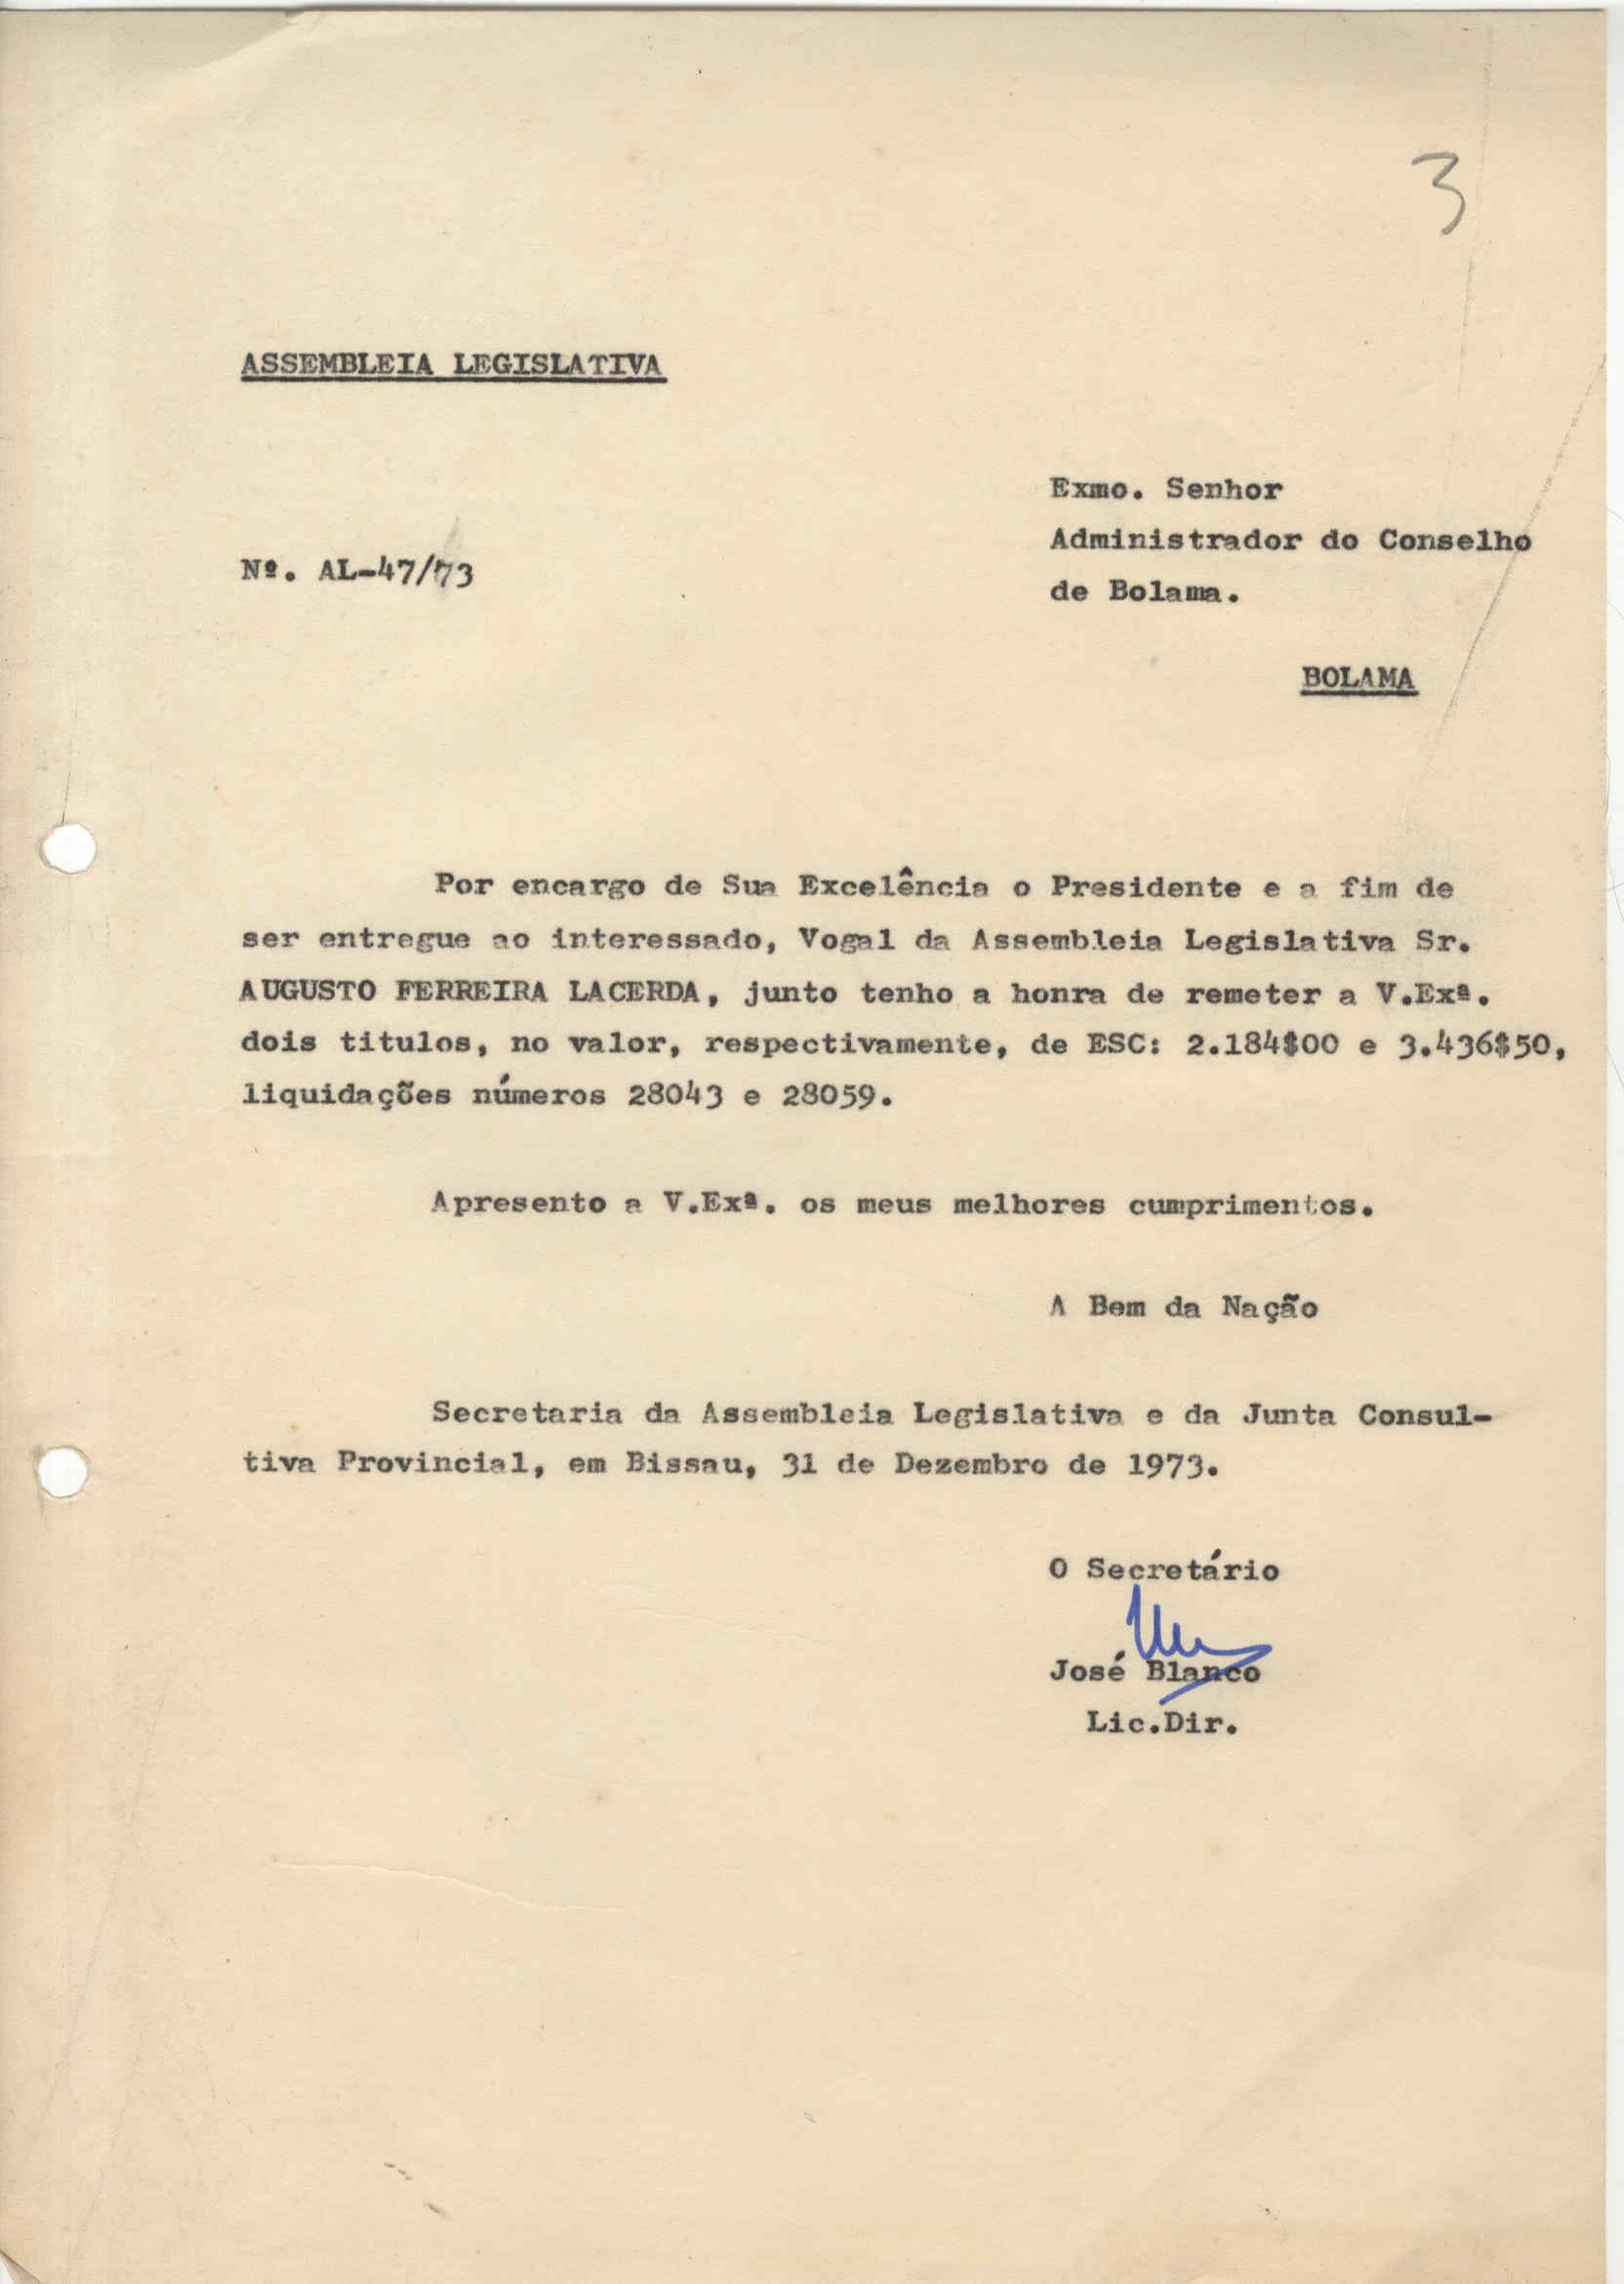 3
ASSEMBLEIA LEGISLATIVA
Exmo. Senhor
Administrador do Conselho
Nº. AL-47/73
de Bolama.
BOLAMA
Por encargo de Sua Excelência o Presidente e a fim de
ser entregue ao interessado, Vogal da Assembleia Legislativa Sr.
AUGUSTO FERREIRA LACERDA, junto tenho a honra de remeter a V.Exª.
dois titulos, no valor, respectivamente, de ESC: 2.184$00 e 3.436$50,
liquidações números 28043 e 28059.
Apresento a V.Exª. os meus melhores cumprimentos.
A Bem da Nação
Secretaria da Assembleia Legislativa e da Junta Consul-
tiva Provincial, em Bissau, 31 de Dezembro de 1973.
O Secretário
José Blanco
Lic.Dir.